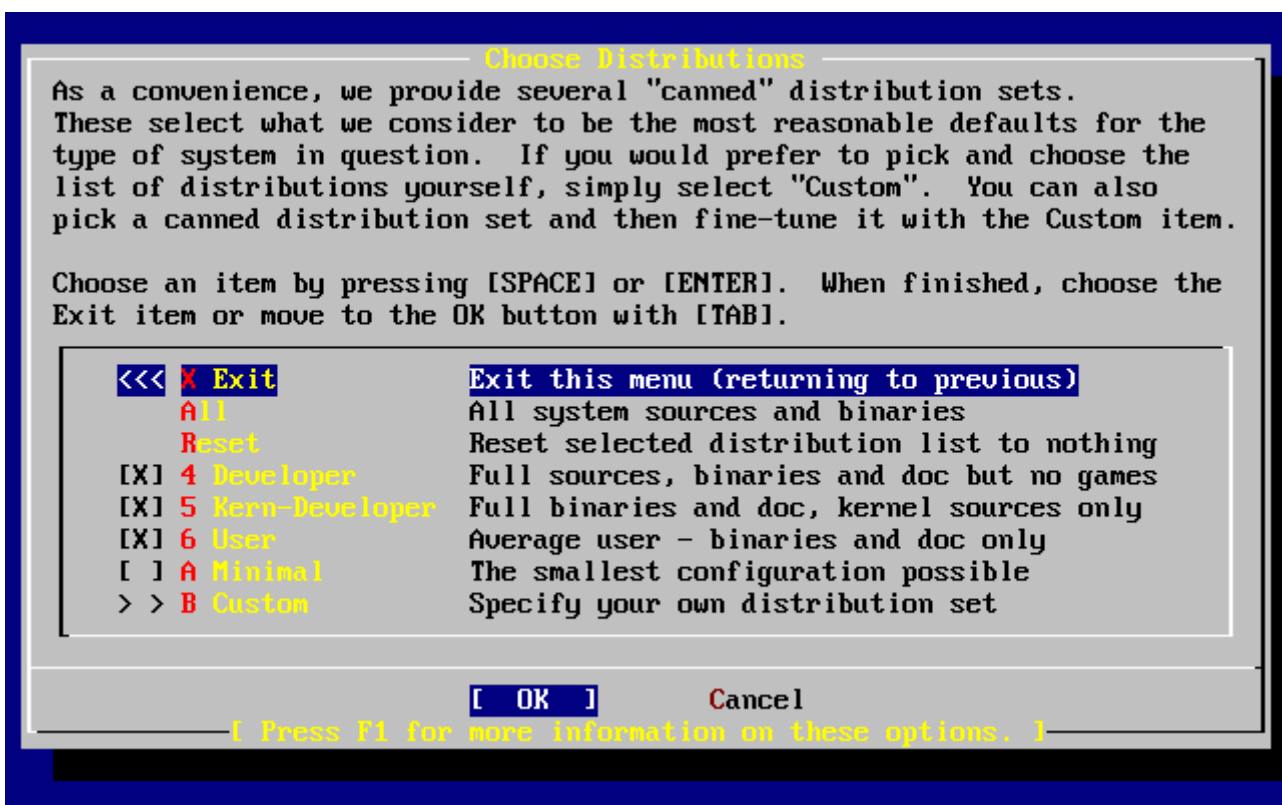 Choose Distributions
As a convenience, we provide several "canned" distribution sets.
These select what we consider to be the most reasonable defaults for the
type of system in question.  If you would prefer to pick and choose the
list of distributions yourself, simply select "Custom".  You can also
pick a canned distribution set and then fine-tune it with the Custom item.
Choose an item by pressing [SPACE] or [ENTER].  When finished, choose the
Exit item or move to the OK button with [TAB].
<<< X Exit Exit this menu (returning to previous)
All All system sources and binaries
Reset Reset selected distribution list to nothing
[X] 4 Developer Full sources, binaries and doc but no games
[X] 5 Kern-Developer Full binaries and doc, kernel sources only
[X] 6 User Average user - binaries and doc only
[ ] A Minimal The smallest configuration possible
> > B Custom Specify your own distribution set
[ OK ] Cancel
[ Press F1 for more information on these options. ]